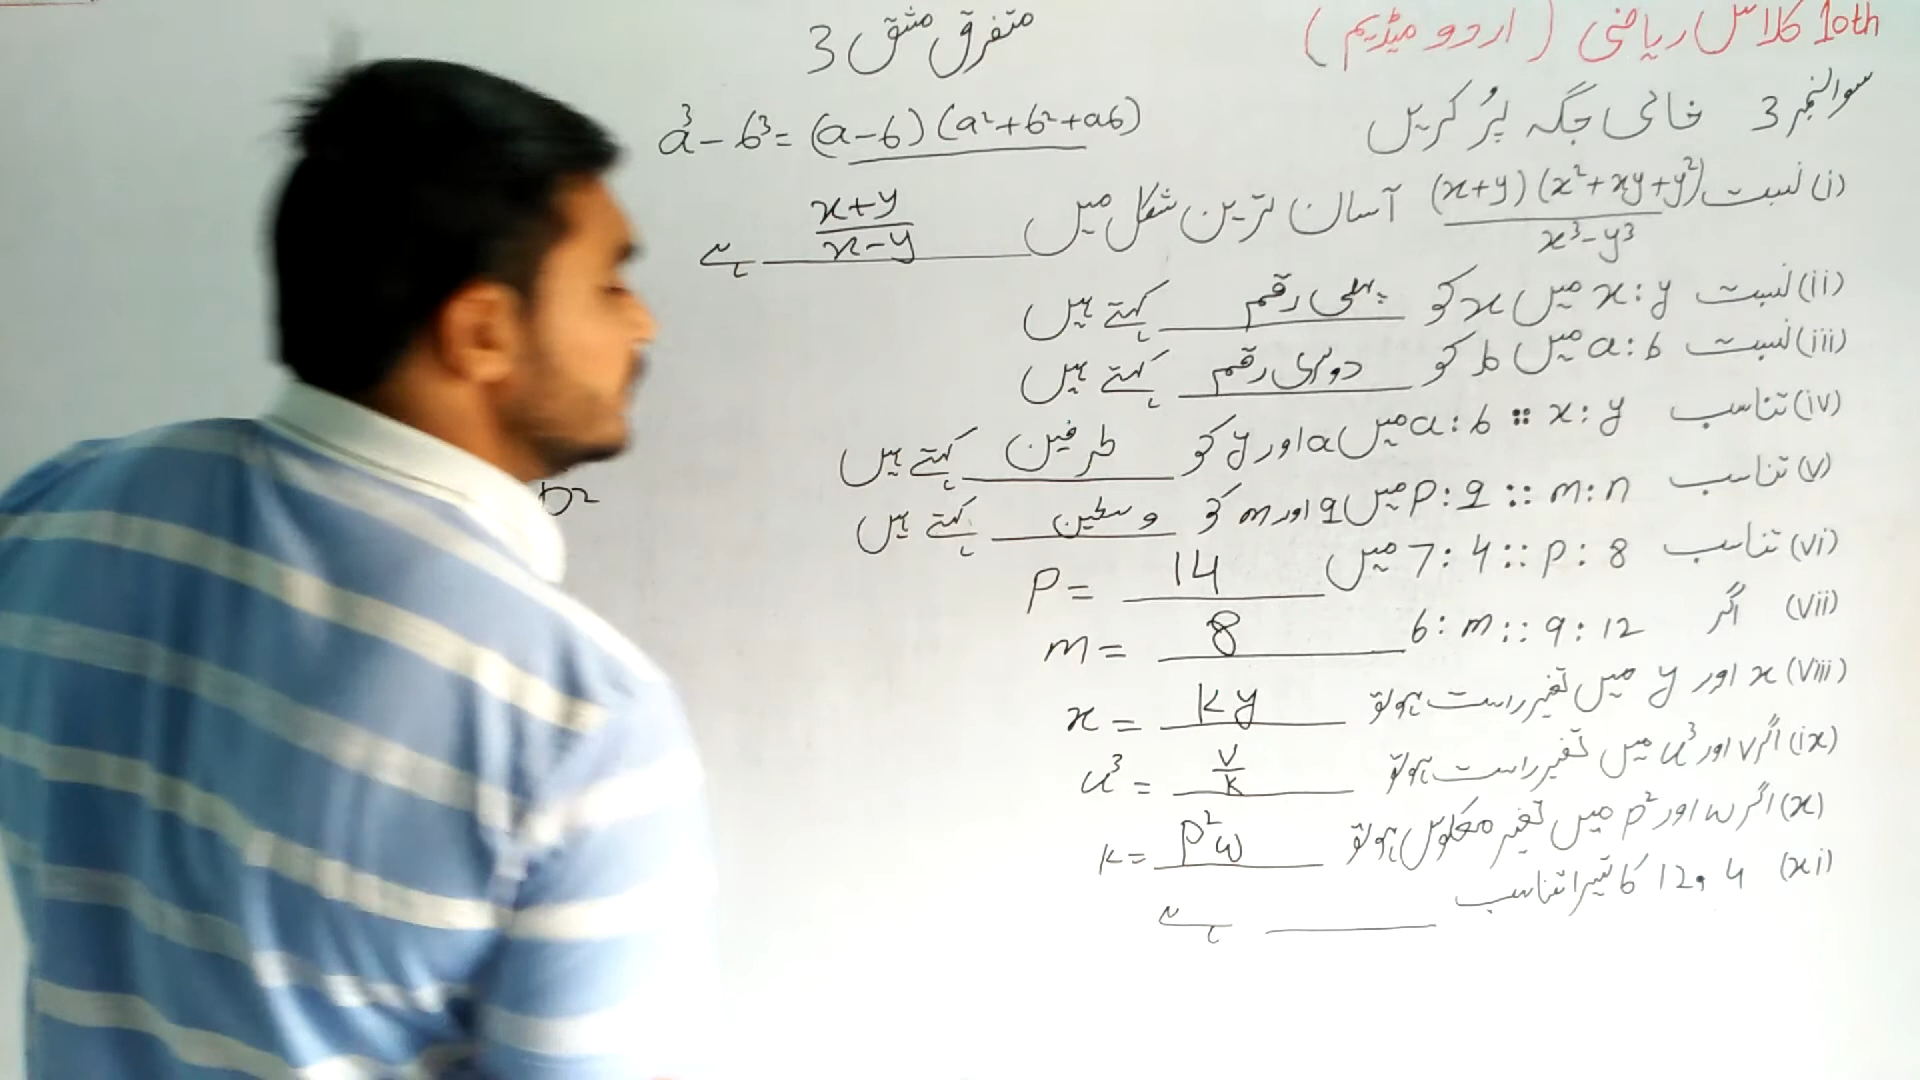 10th کلاس ریاضی ( اردو میڈیم )
متفرق مشق 3
سوالنمبر 3 خالی جگہ پُر کریں
a³ - b³ = (a-b) (a²+b²+ab)
(i) نسبت (x+y) (x²+xy+y²) / x³-y³ آسان ترین شکل میں x+y / x-y ہے
(ii) نسبت x:y میں x کو پہلی رقم کہتے ہیں
(iii) نسبت a:b میں b کو دوسری رقم کہتے ہیں
(iv) تناسب a:b :: x:y میں a اور y کو طرفین کہتے ہیں
(v) تناسب p:q :: m:n میں q اور m کو وسطین کہتے ہیں
b²
(vi) تناسب 7:4 :: p:8 میں P = 14
(vii) اگر 6:m :: 9:12 m = 8
(viii) x اور y میں تغیر راست ہو تو x = ky
(ix) اگر v اور u³ میں تغیر راست ہو تو u³ = v/k
(x) اگر w اور p² میں تغیر معکوس ہو تو k = p²w
(xi) 4 ,12 کا تیسرا تناسب ____ ہے